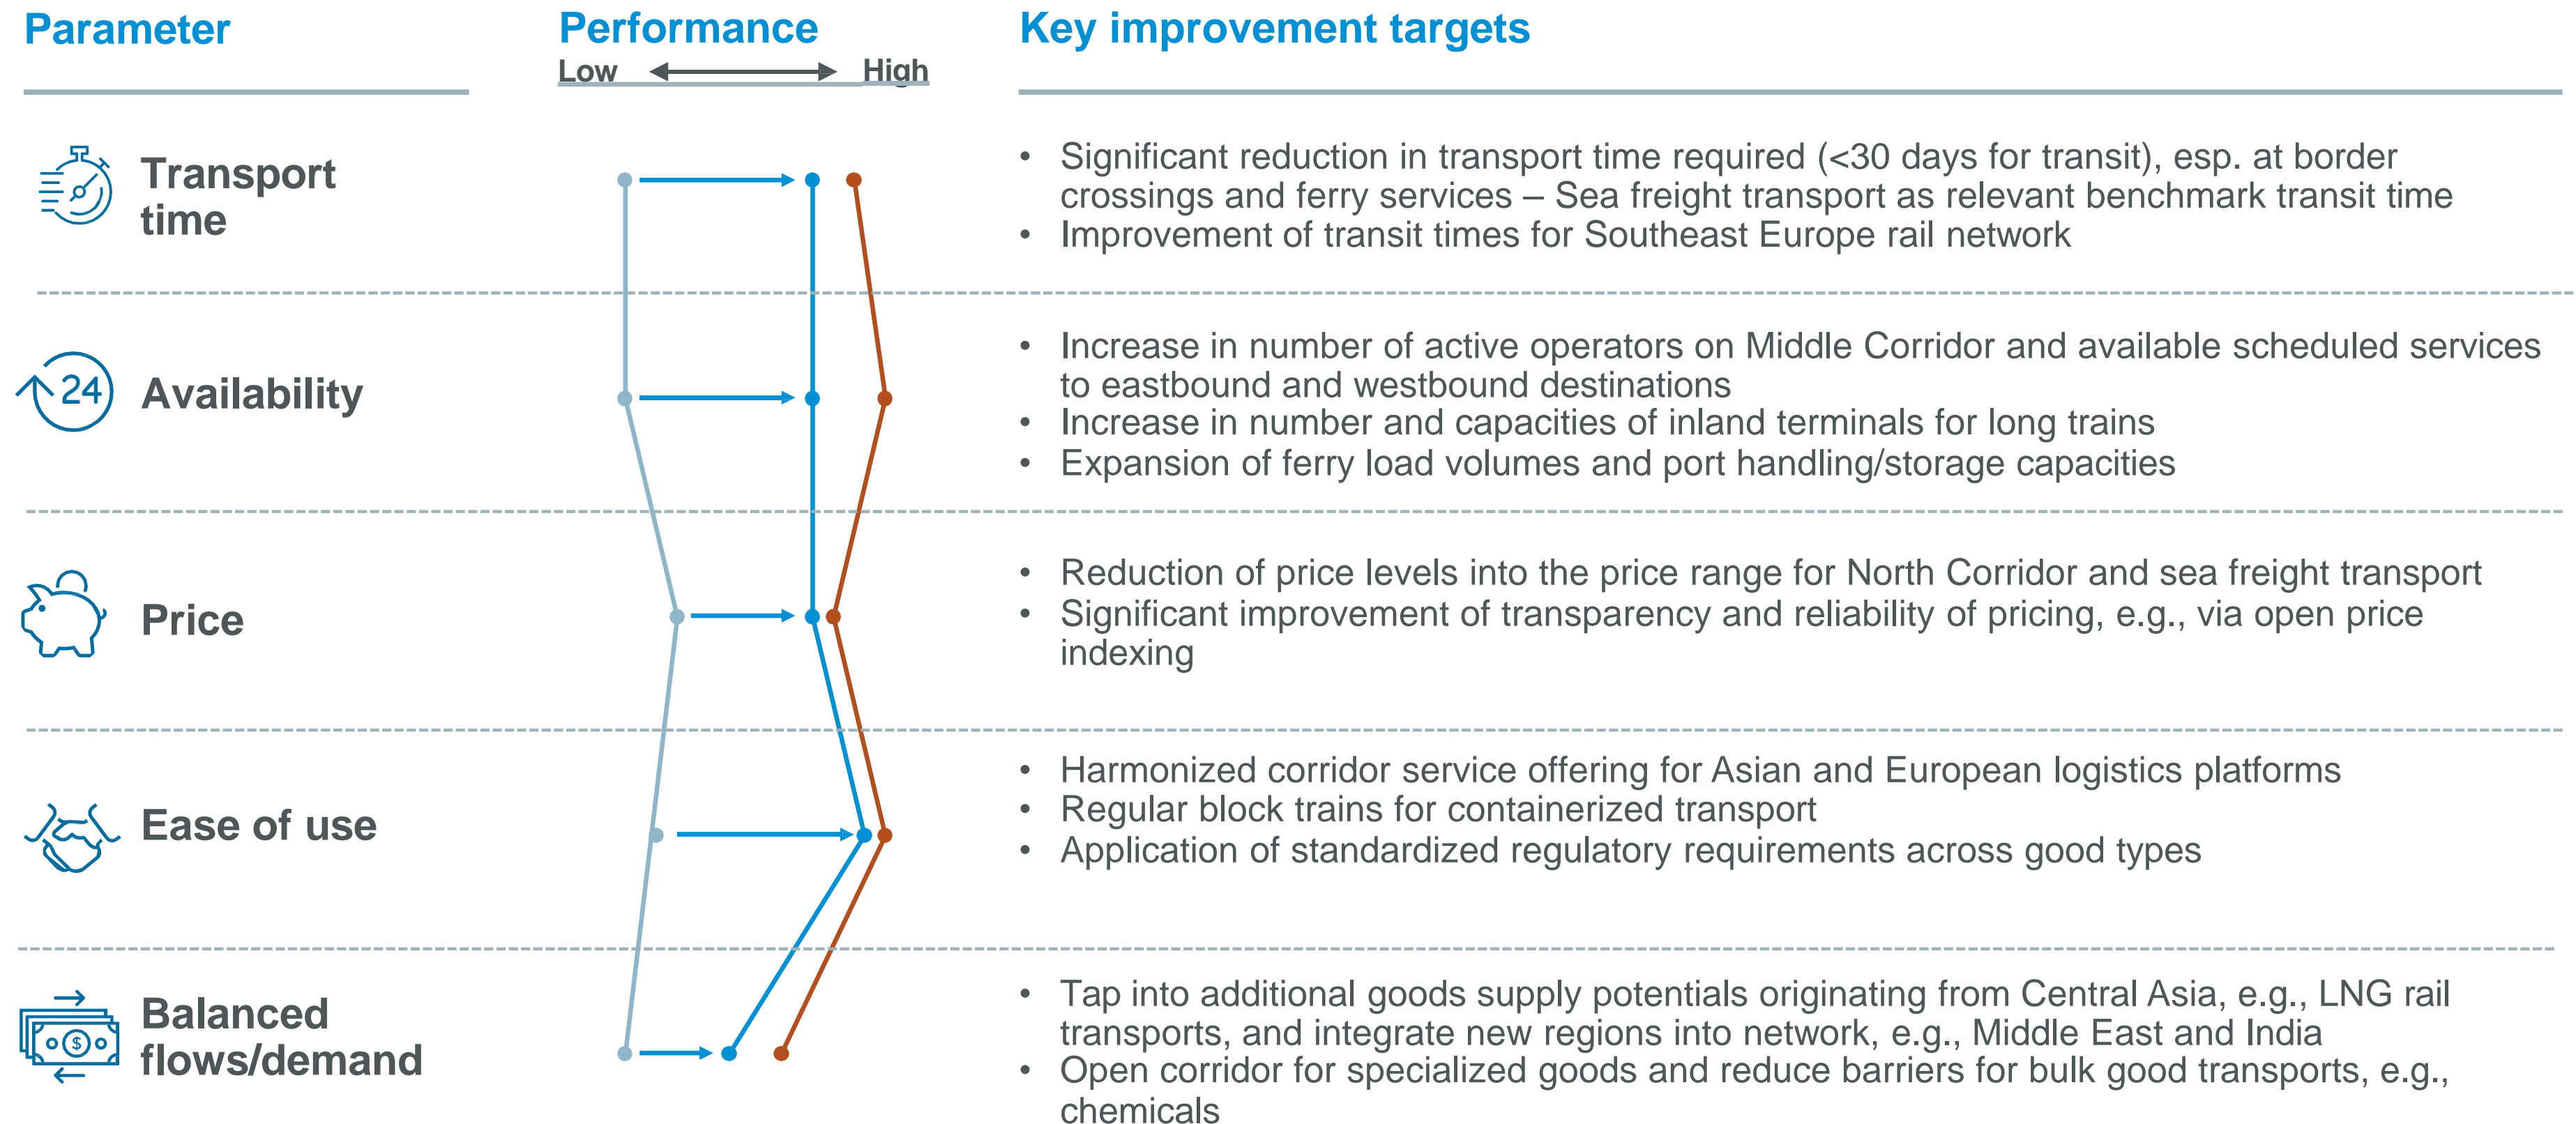 Parameter
Performance
Key improvement targets
Low
High
Transport
time
• Significant reduction in transport time required (<30 days for transit), esp. at border
crossings and ferry services – Sea freight transport as relevant benchmark transit time
• Improvement of transit times for Southeast Europe rail network
24
Availability
• Increase in number of active operators on Middle Corridor and available scheduled services
to eastbound and westbound destinations
• Increase in number and capacities of inland terminals for long trains
• Expansion of ferry load volumes and port handling/storage capacities
Price
• Reduction of price levels into the price range for North Corridor and sea freight transport
• Significant improvement of transparency and reliability of pricing, e.g., via open price
indexing
Ease of use
• Harmonized corridor service offering for Asian and European logistics platforms
• Regular block trains for containerized transport
• Application of standardized regulatory requirements across good types
$
Balanced
flows/demand
• Tap into additional goods supply potentials originating from Central Asia, e.g., LNG rail
transports, and integrate new regions into network, e.g., Middle East and India
• Open corridor for specialized goods and reduce barriers for bulk good transports, e.g.,
chemicals